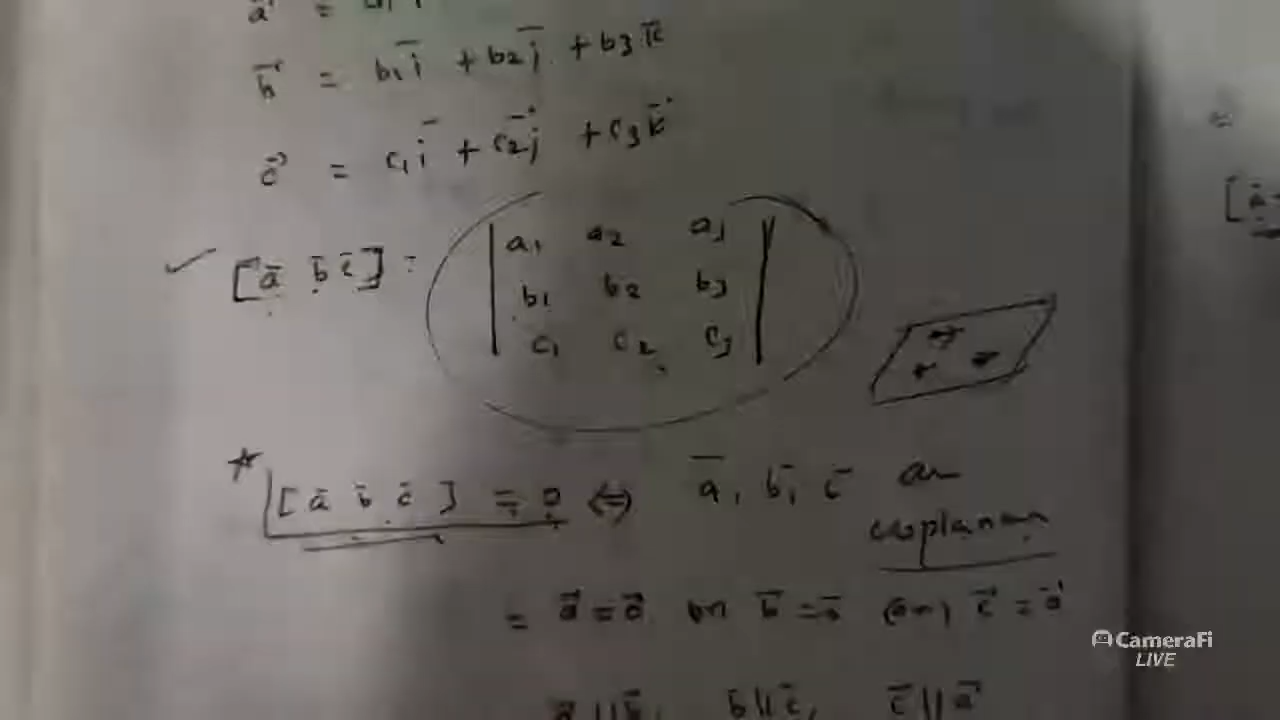 a⃗ =
b⃗ = b₁i̅ + b₂j̅ + b₃k̅
c⃗ = c₁i̅ + c₂j̅ + c₃k̅
[a̅ b̅ c̅] =
a₁ a₂ a₃
b₁ b₂ b₃
c₁ c₂ c₃
[a̅ b̅ c̅] = 0 ⇔ a̅, b̅, c̅ are
coplanar
= a⃗ = 0⃗ or b̅ = 0̅ (or) c⃗ = 0⃗
a̅ || b̅, b̅ || c̅, c̅ || a⃗
CameraFi
LIVE